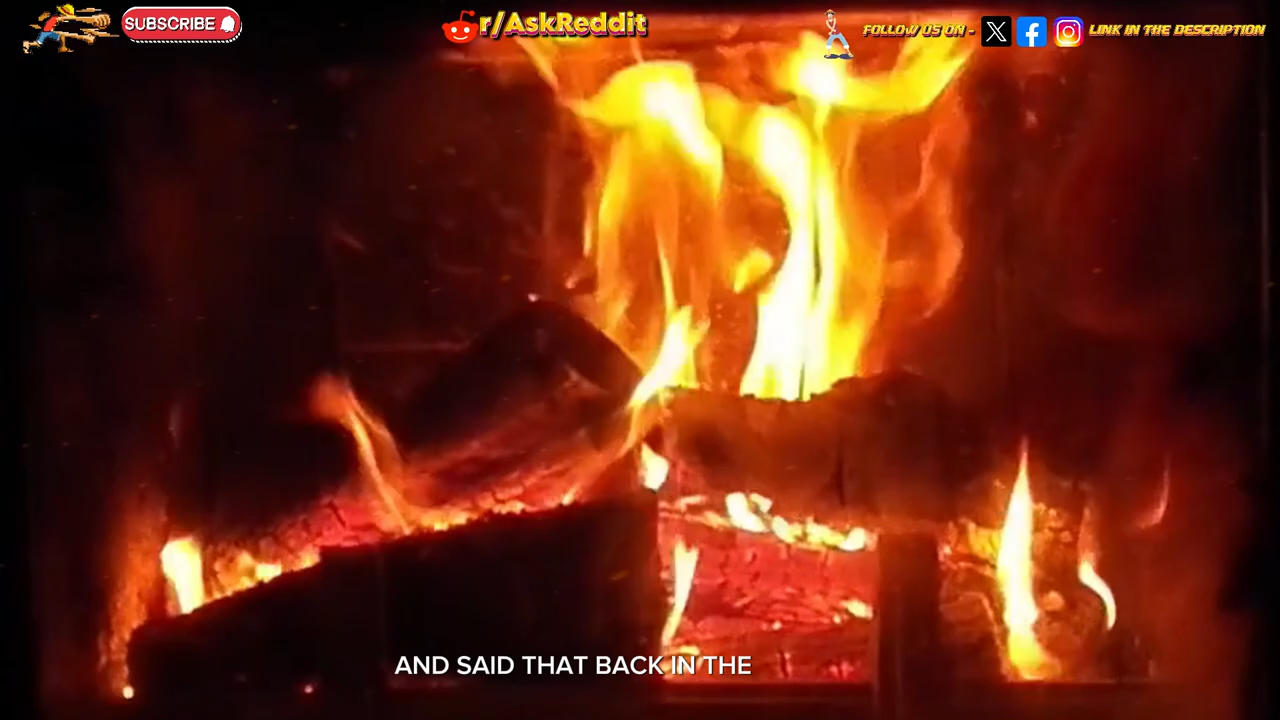 SUBSCRIBE
r/AskReddit
FOLLOW US ON -
LINK IN THE DESCRIPTION
AND SAID THAT BACK IN THE